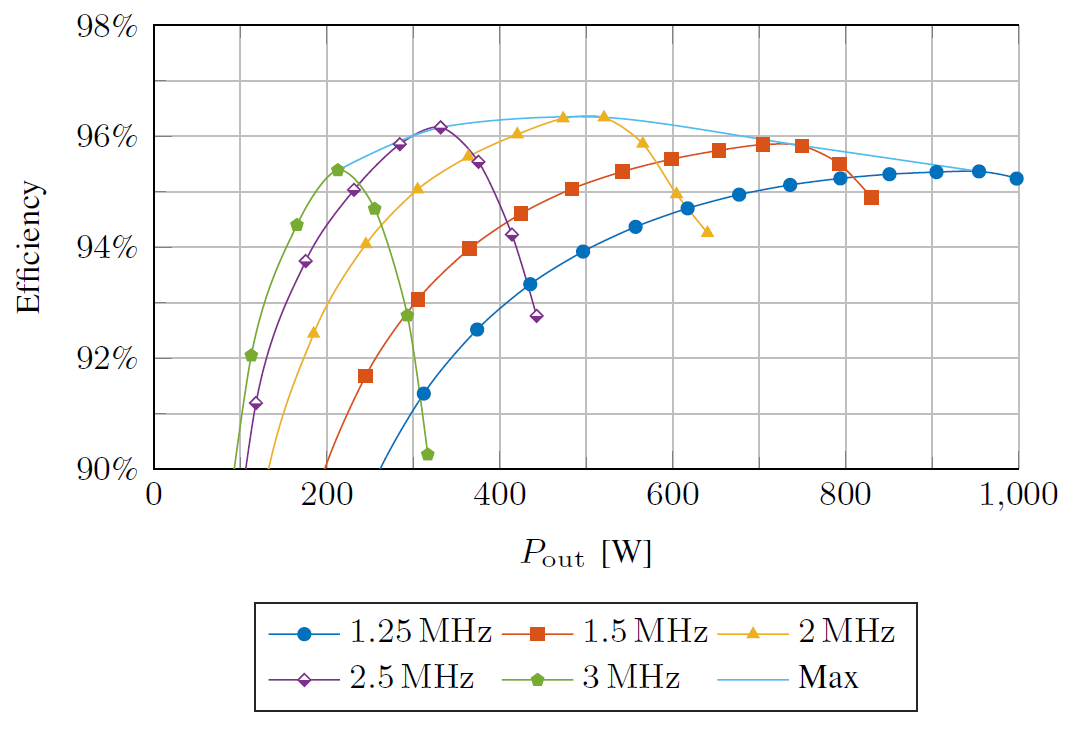 98%
96%
94%
92%
90%
Efficiency
0 200 400 600 800 1,000
Pout [W]
1.25 MHz 1.5 MHz 2 MHz
2.5 MHz 3 MHz Max